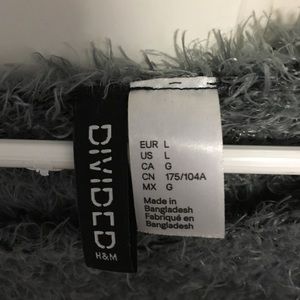 DIVIDED
H&M
EUR L
US L
CA G
CN 175/104A
MX G
Made in
Bangladesh
Fabriqué en
Bangladesh